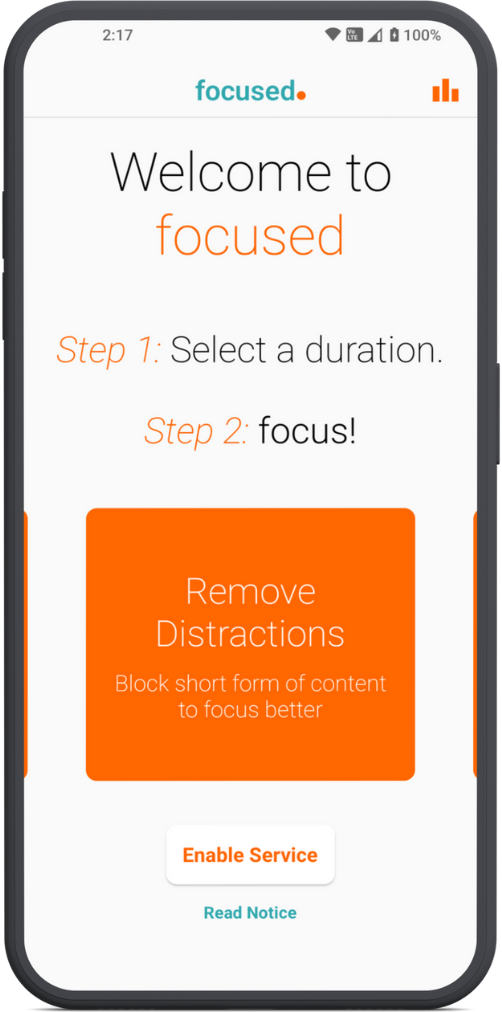 2:17 Vo LTE 100%
focused.
Welcome to
focused
Step 1: Select a duration.
Step 2: focus!
Remove
Distractions
Block short form of content
to focus better
Enable Service
Read Notice